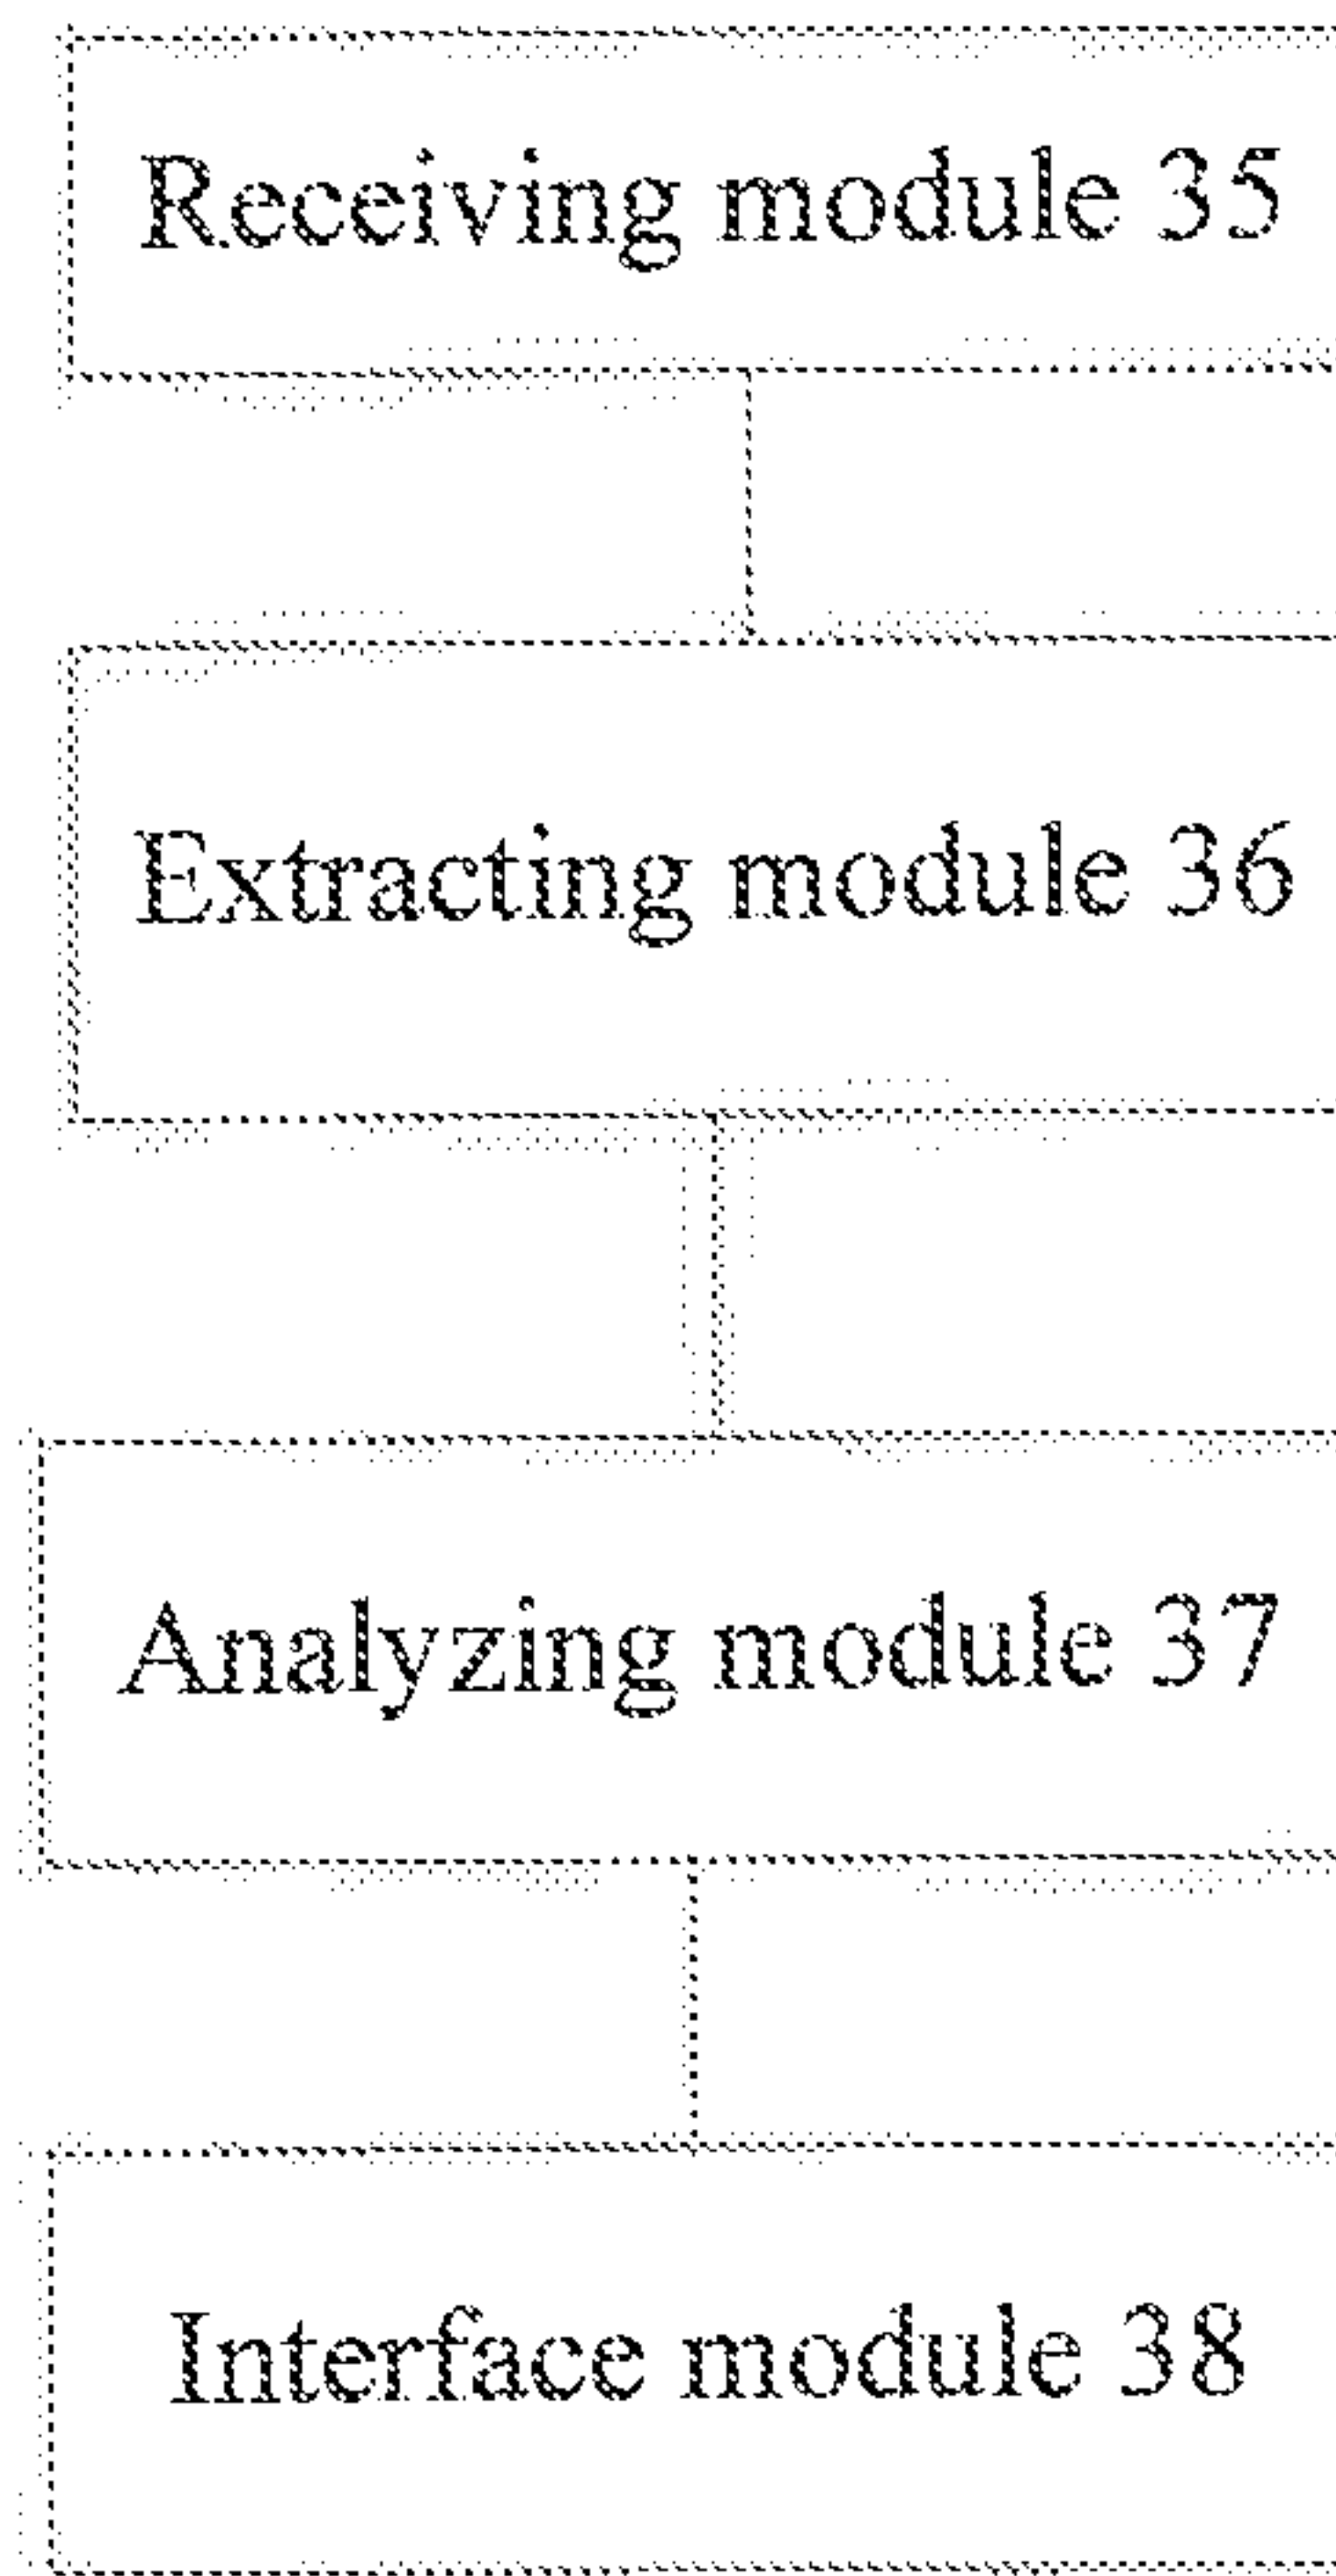 Receiving module 35
Extracting module 36
Analyzing module 37
Interface module 38